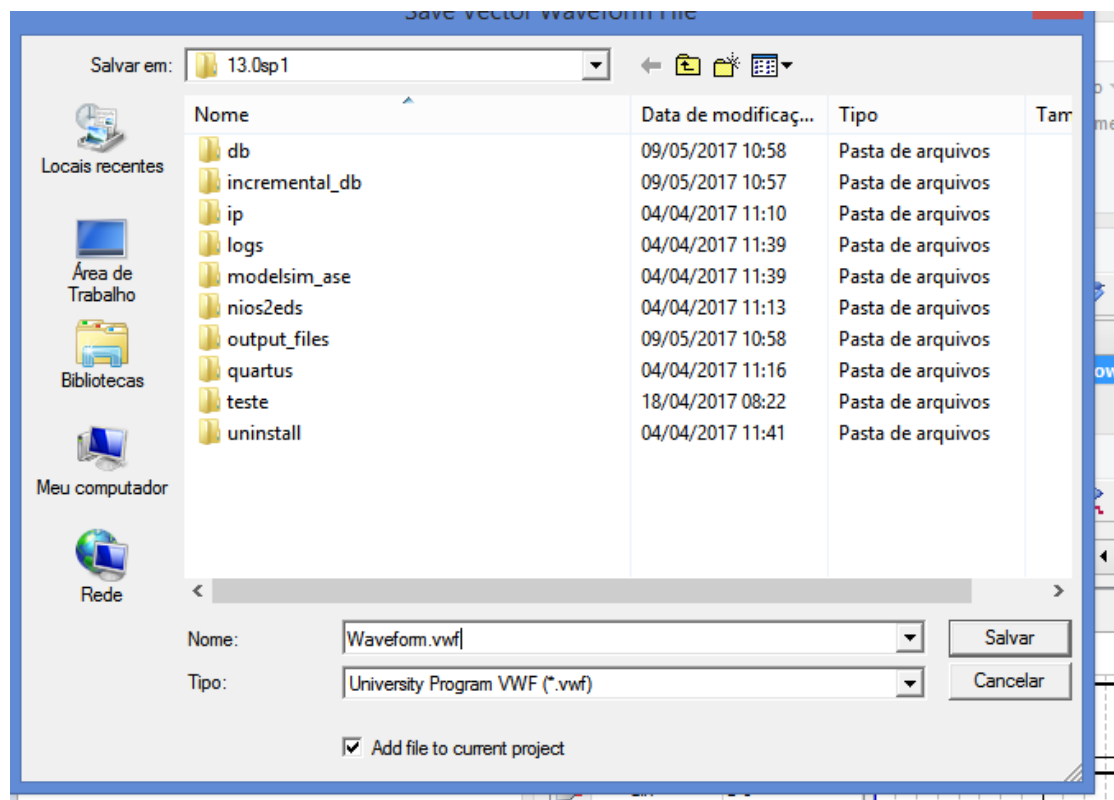 Save Vector Waveform File
Salvar em: 13.0sp1
Nome Data de modificaç... Tipo Tam
db 09/05/2017 10:58 Pasta de arquivos
incremental_db 09/05/2017 10:57 Pasta de arquivos
ip 04/04/2017 11:10 Pasta de arquivos
logs 04/04/2017 11:39 Pasta de arquivos
modelsim_ase 04/04/2017 11:39 Pasta de arquivos
nios2eds 04/04/2017 11:13 Pasta de arquivos
output_files 09/05/2017 10:58 Pasta de arquivos
quartus 04/04/2017 11:16 Pasta de arquivos
teste 18/04/2017 08:22 Pasta de arquivos
uninstall 04/04/2017 11:41 Pasta de arquivos
Locais recentes
Área de
Trabalho
Bibliotecas
Meu computador
Rede
Nome: Waveform.vwf Salvar
Tipo: University Program VWF (*.vwf) Cancelar
Add file to current project